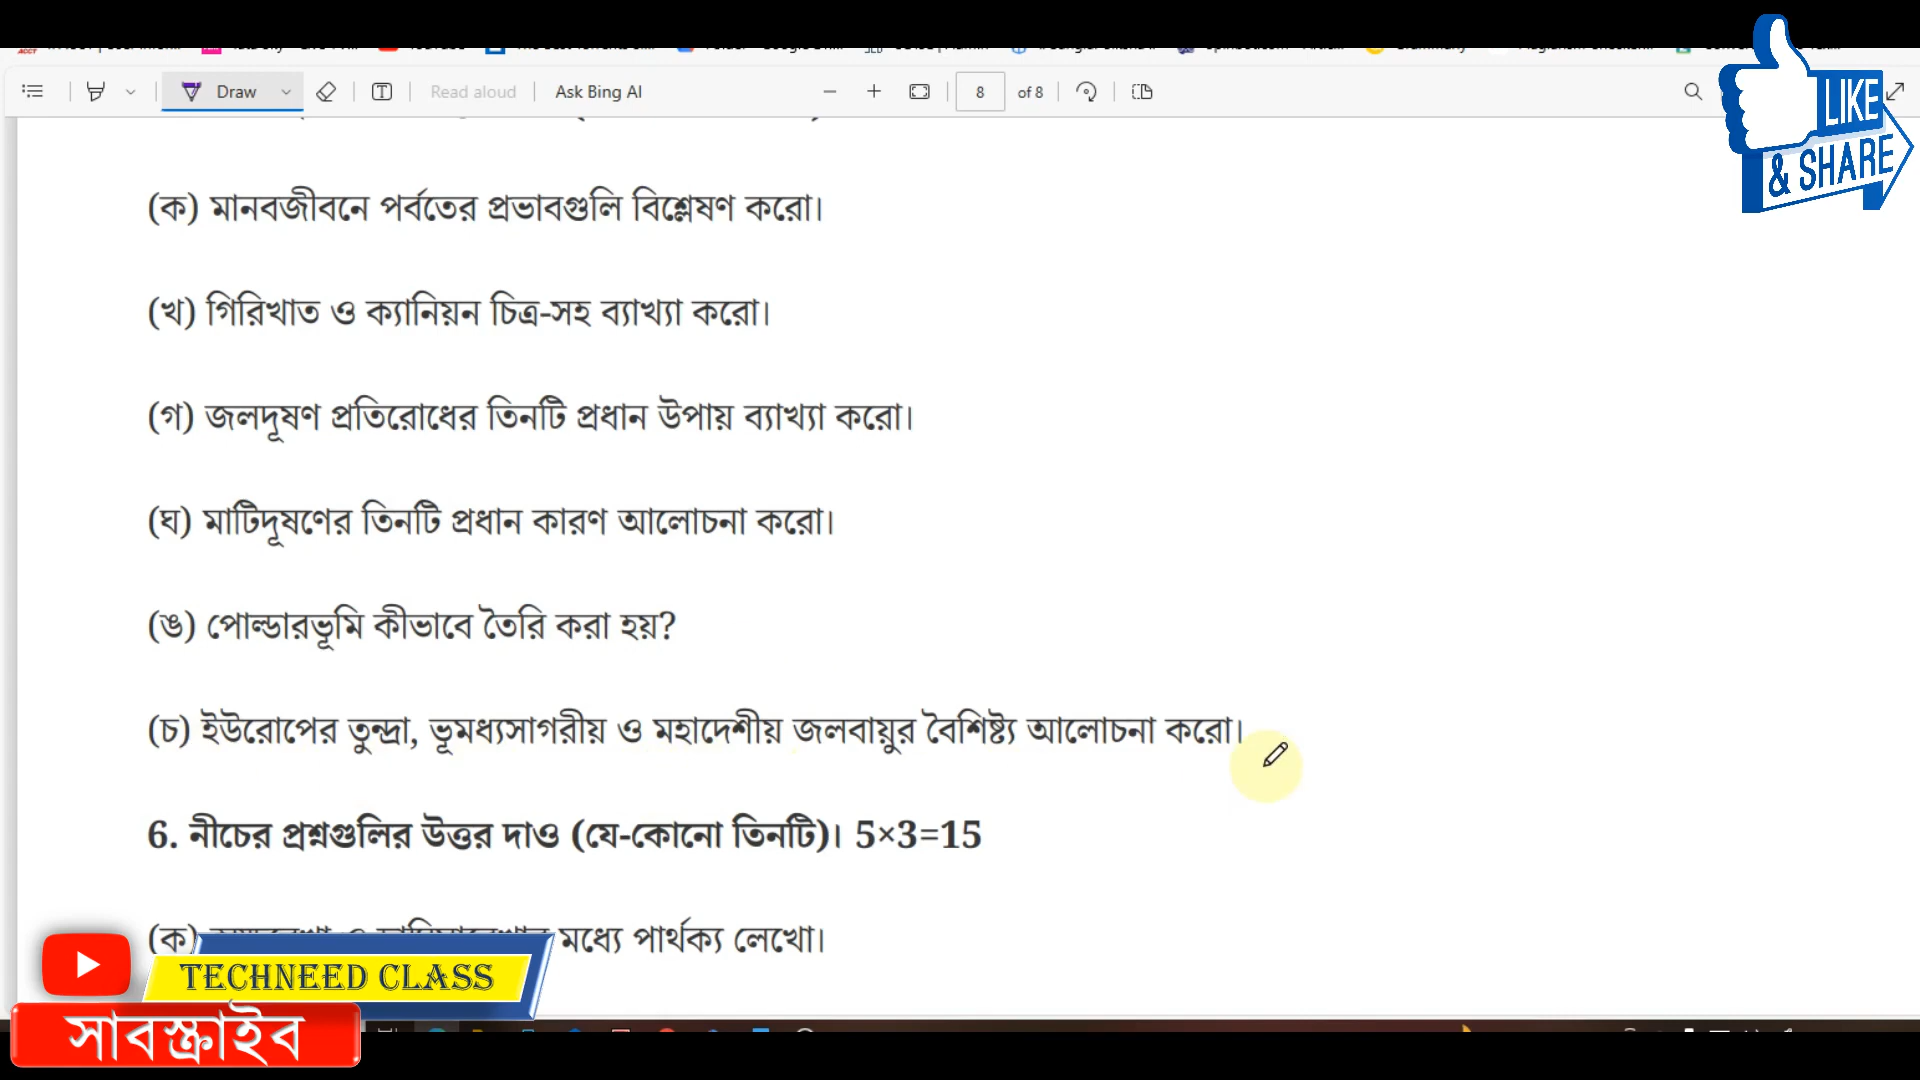 Draw
Read aloud
Ask Bing AI
8 of 8
LIKE
& SHARE
(ক) মানবজীবনে পর্বতের প্রভাবগুলি বিশ্লেষণ করো।
(খ) গিরিখাত ও ক্যানিয়ন চিত্র-সহ ব্যাখ্যা করো।
(গ) জলদূষণ প্রতিরোধের তিনটি প্রধান উপায় ব্যাখ্যা করো।
(ঘ) মাটিদূষণের তিনটি প্রধান কারণ আলোচনা করো।
(ঙ) পোল্ডারভূমি কীভাবে তৈরি করা হয়?
(চ) ইউরোপের তুন্দ্রা, ভূমধ্যসাগরীয় ও মহাদেশীয় জলবায়ুর বৈশিষ্ট্য আলোচনা করো।
6. নীচের প্রশ্নগুলির উত্তর দাও (যে-কোনো তিনটি)। 5×3=15
(ক) ও মধ্যে পার্থক্য লেখো।
TECHNEED CLASS
সাবস্ক্রাইব